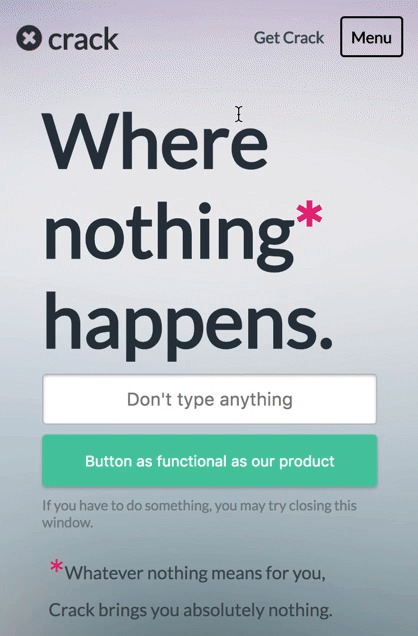 crack
Get Crack
Menu
Where
nothing*
happens.
Don't type anything
Button as functional as our product
If you have to do something, you may try closing this
window.
*Whatever nothing means for you,
Crack brings you absolutely nothing.